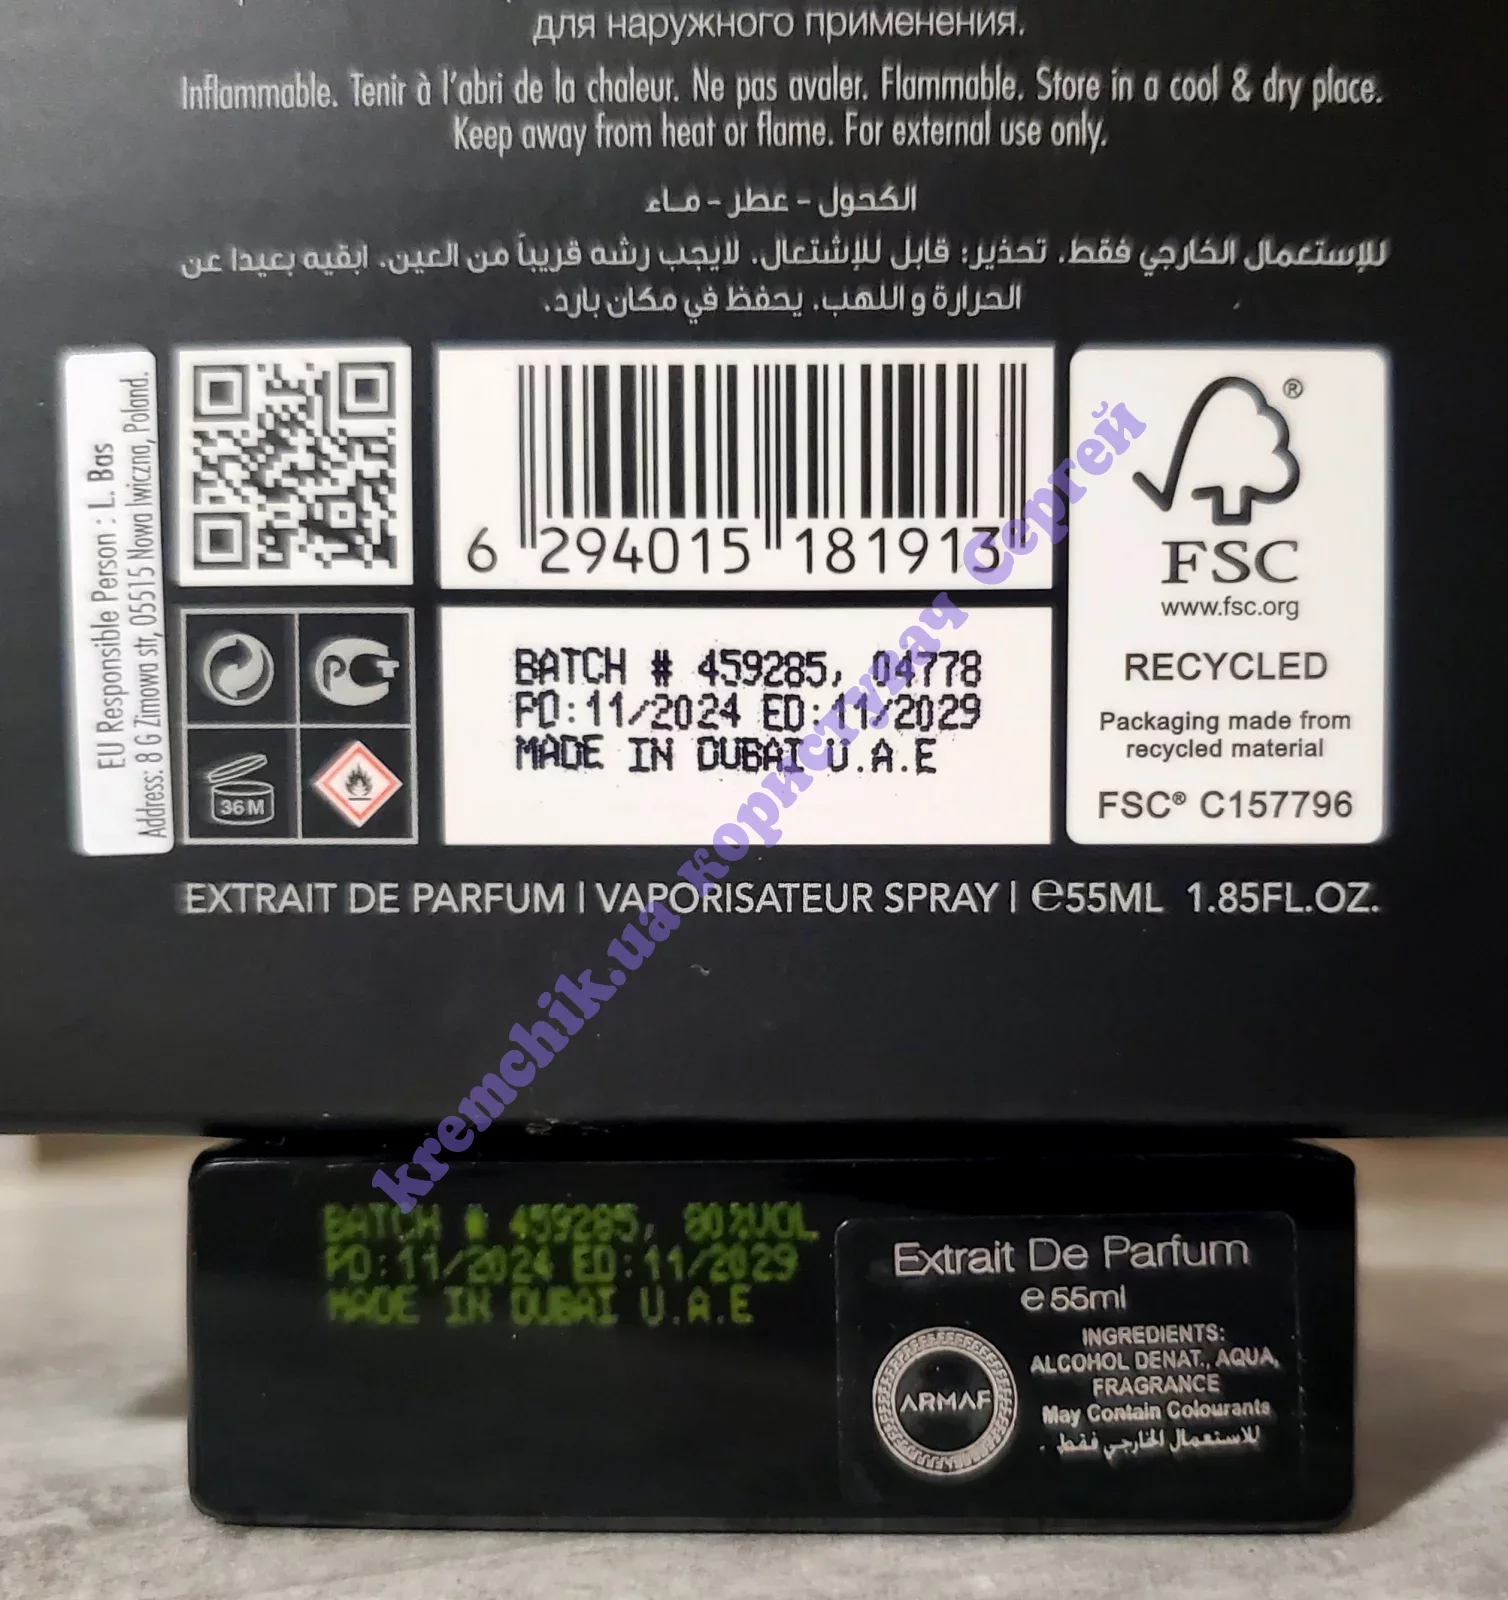 для наружного применения.
Inflammable. Tenir à l'abri de la chaleur. Ne pas avaler. Flammable. Store in a cool & dry place.
Keep away from heat or flame. For external use only.
الكحول - عطر - ماء
للإستعمال الخارجي فقط. تحذير: قابل للإشتعال. لايجب رشه قريباً من العين. ابقيه بعيدا عن
الحرارة و اللهب. يحفظ في مكان بارد.
EU Responsible Person : L. Bas
Address: 8 G Zimowa str, 05515 Nowa Iwiczna, Poland.
6 294015 181913
BATCH # 459285, 04778
PD:11/2024 ED:11/2029
MADE IN DUBAI U.A.E
PCT
36M
®
FSC
www.fsc.org
RECYCLED
Packaging made from
recycled material
FSC® C157796
EXTRAIT DE PARFUM | VAPORISATEUR SPRAY | ℮55ML 1.85FL.OZ.
kremchik.ua користувач Сергей
BATCH # 459285, 80%VOL
PD:11/2024 ED:11/2029
MADE IN DUBAI U.A.E
Extrait De Parfum
℮ 55ml
ARMAF
INGREDIENTS:
ALCOHOL DENAT., AQUA,
FRAGRANCE
May Contain Colourants
للاستعمال الخارجي فقط .